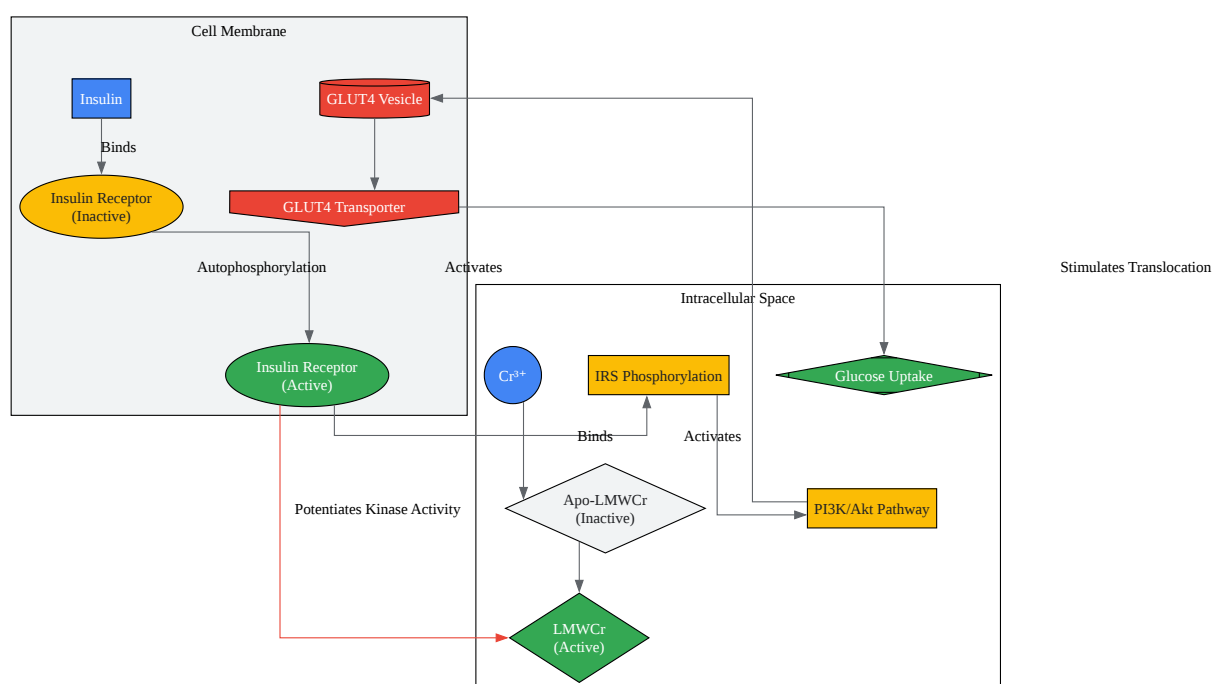 Cell Membrane
Insulin
GLUT4 Vesicle
Binds
Insulin Receptor
(Inactive)
GLUT4 Transporter
Autophosphorylation
Activates
Stimulates Translocation
Intracellular Space
Insulin Receptor
(Active)
Cr³⁺
IRS Phosphorylation
Glucose Uptake
Binds
Activates
Potentiates Kinase Activity
Apo-LMWCr
(Inactive)
PI3K/Akt Pathway
LMWCr
(Active)